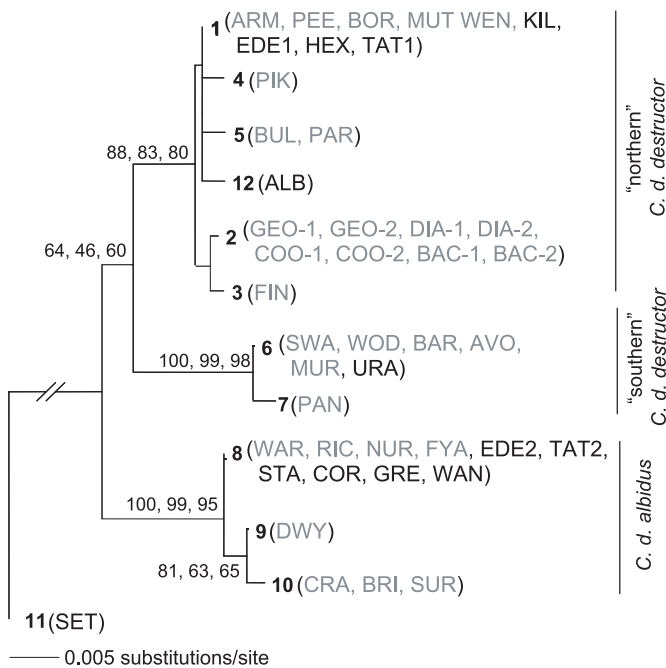 1 (ARM, PEE, BOR, MUT WEN, KIL,
EDE1, HEX, TAT1)
4 (PIK)
5 (BUL, PAR)
88, 83, 80
12 (ALB)
2 (GEO-1, GEO-2, DIA-1, DIA-2,
COO-1, COO-2, BAC-1, BAC-2)
64, 46, 60
3 (FIN)
"northern"
C. d. destructor
6 (SWA, WOD, BAR, AVO,
MUR, URA)
100, 99, 98
7 (PAN)
"southern"
C. d. destructor
8 (WAR, RIC, NUR, FYA, EDE2, TAT2,
STA, COR, GRE, WAN)
100, 99, 95
9 (DWY)
81, 63, 65
10 (CRA, BRI, SUR)
C. d. albidus
11 (SET)
0,005 substitutions/site